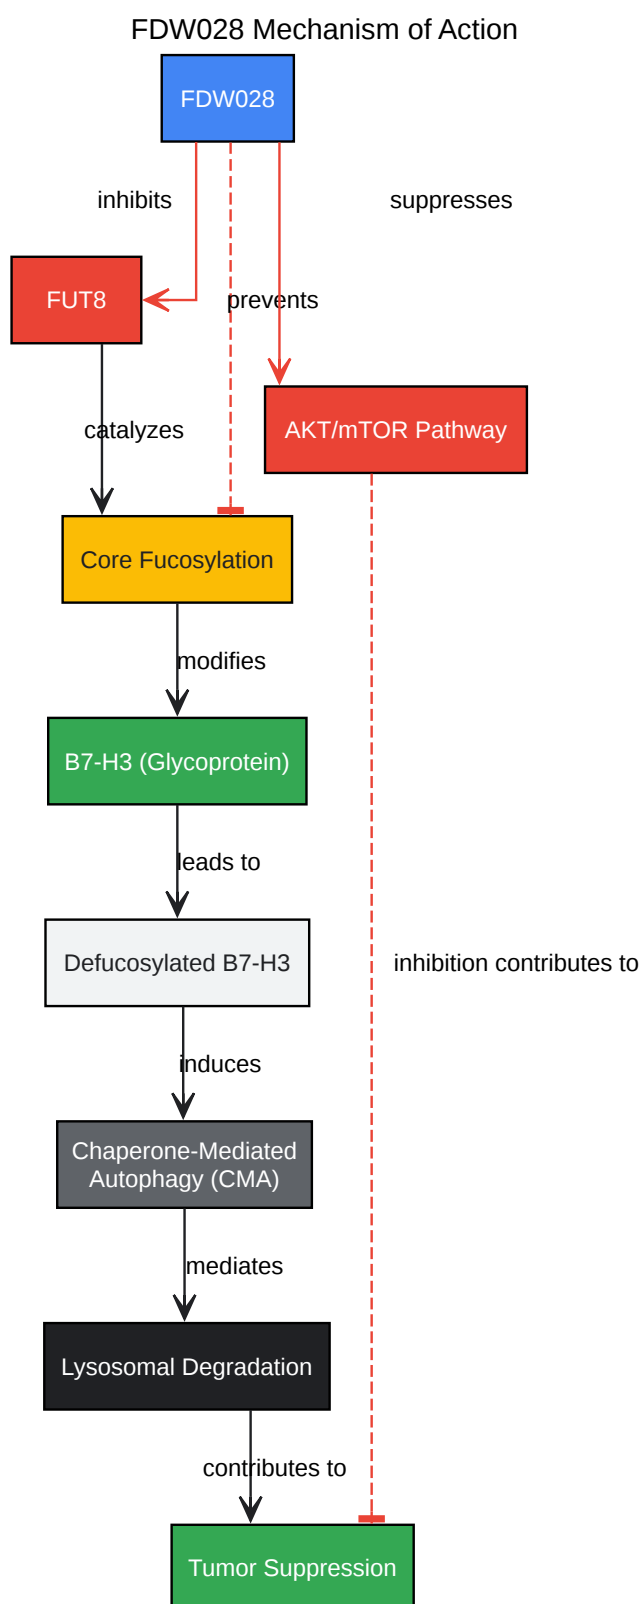 FDW028 Mechanism of Action
FDW028
inhibits
suppresses
FUT8
prevents
catalyzes
AKT/mTOR Pathway
Core Fucosylation
modifies
B7-H3 (Glycoprotein)
leads to
Defucosylated B7-H3
inhibition contributes to
induces
Chaperone-Mediated
Autophagy (CMA)
mediates
Lysosomal Degradation
contributes to
Tumor Suppression